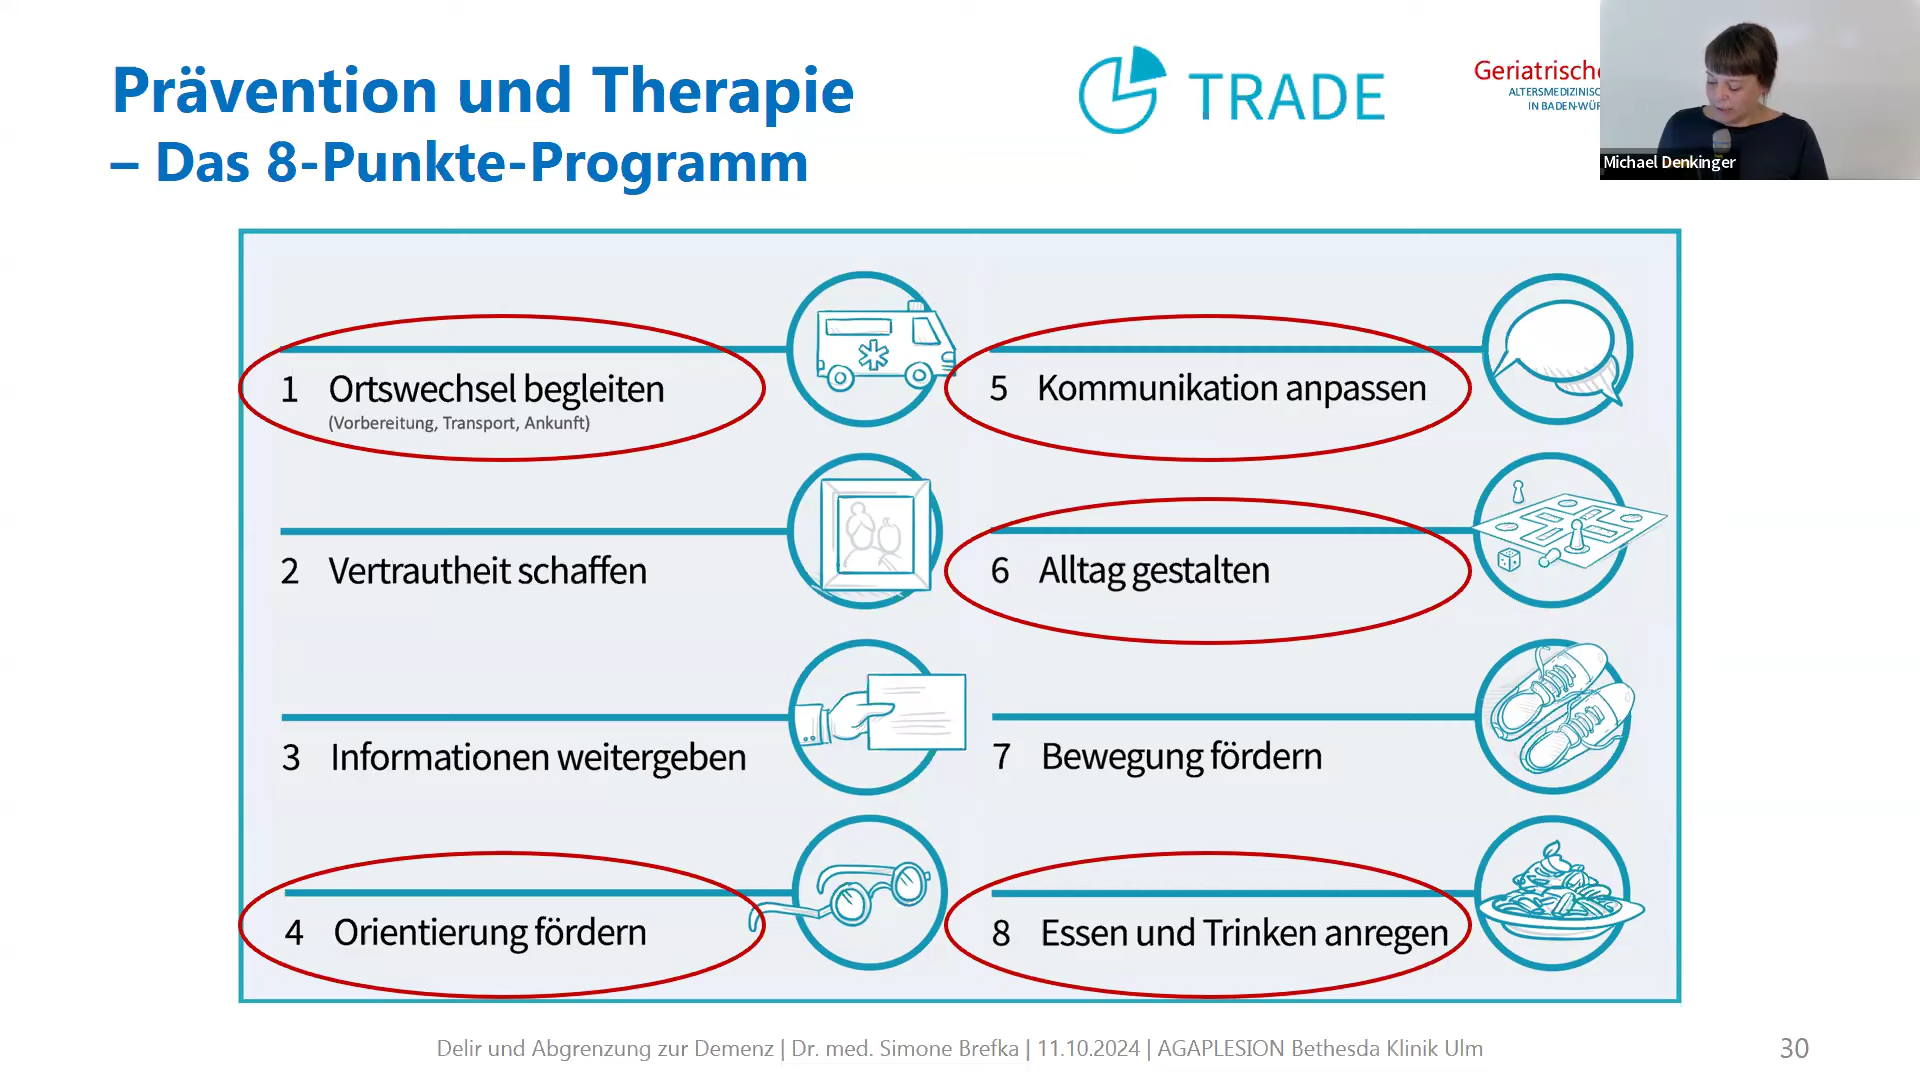 Prävention und Therapie
– Das 8-Punkte-Programm
TRADE
Geriatrische
ALTERSMEDIZINISC
IN BADEN-WÜR
Michael Denkinger
1 Ortswechsel begleiten
(Vorbereitung, Transport, Ankunft)
2 Vertrautheit schaffen
3 Informationen weitergeben
4 Orientierung fördern
5 Kommunikation anpassen
6 Alltag gestalten
7 Bewegung fördern
8 Essen und Trinken anregen
Delir und Abgrenzung zur Demenz | Dr. med. Simone Brefka | 11.10.2024 | AGAPLESION Bethesda Klinik Ulm
30